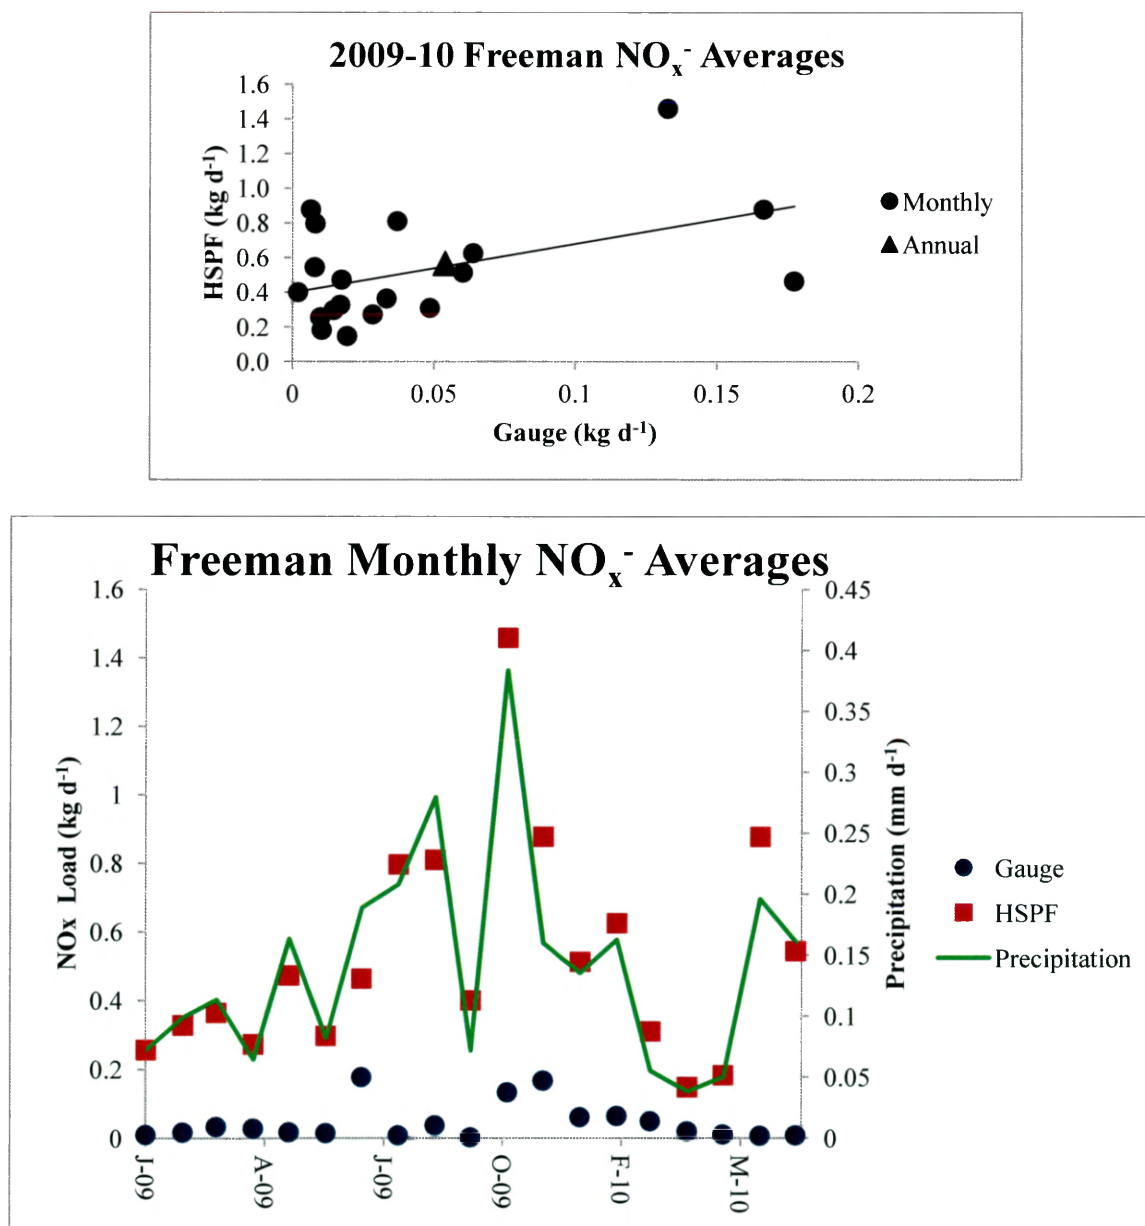 2009-10 Freeman NOx- Averages
1.6
1.4
1.2
1.0
0.8
0.6
0.4
0.2
0.0
HSPF (kg d-1)
0 0.05 0.1 0.15 0.2
Gauge (kg d-1)
Monthly
Annual
Freeman Monthly NOx- Averages
1.6
1.4
1.2
1
0.8
0.6
0.4
0.2
0
NOx Load (kg d-1)
0.45
0.4
0.35
0.3
0.25
0.2
0.15
0.1
0.05
0
Precipitation (mm d-1)
J-09 A-09 J-09 O-09 F-10 M-10
Gauge
HSPF
Precipitation